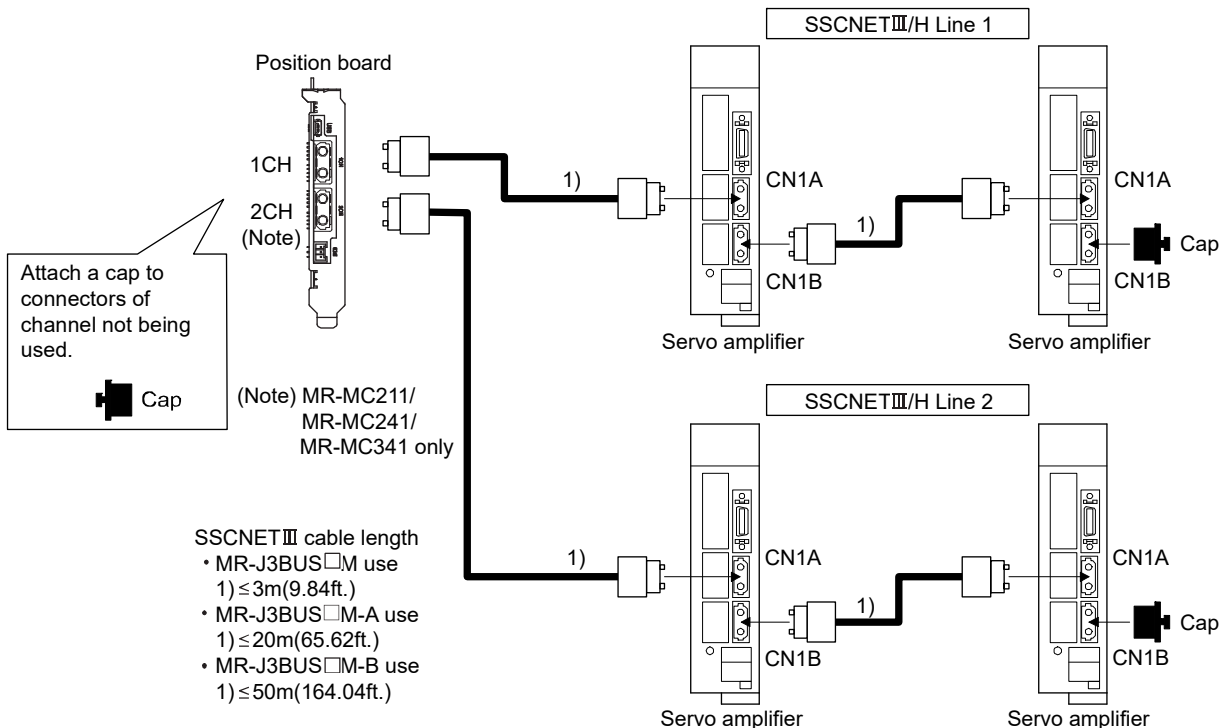 SSCNETⅢ/H Line 1
Position board
1CH
2CH
(Note)
Attach a cap to
connectors of
channel not being
used.
Cap
(Note) MR-MC211/
MR-MC241/
MR-MC341 only
1)
CN1A
CN1B
Servo amplifier
1)
CN1A
Cap
CN1B
Servo amplifier
SSCNETⅢ/H Line 2
SSCNETⅢ cable length
・MR-J3BUS□M use
1)≤3m(9.84ft.)
・MR-J3BUS□M-A use
1)≤20m(65.62ft.)
・MR-J3BUS□M-B use
1)≤50m(164.04ft.)
1)
CN1A
CN1B
Servo amplifier
1)
CN1A
Cap
CN1B
Servo amplifier